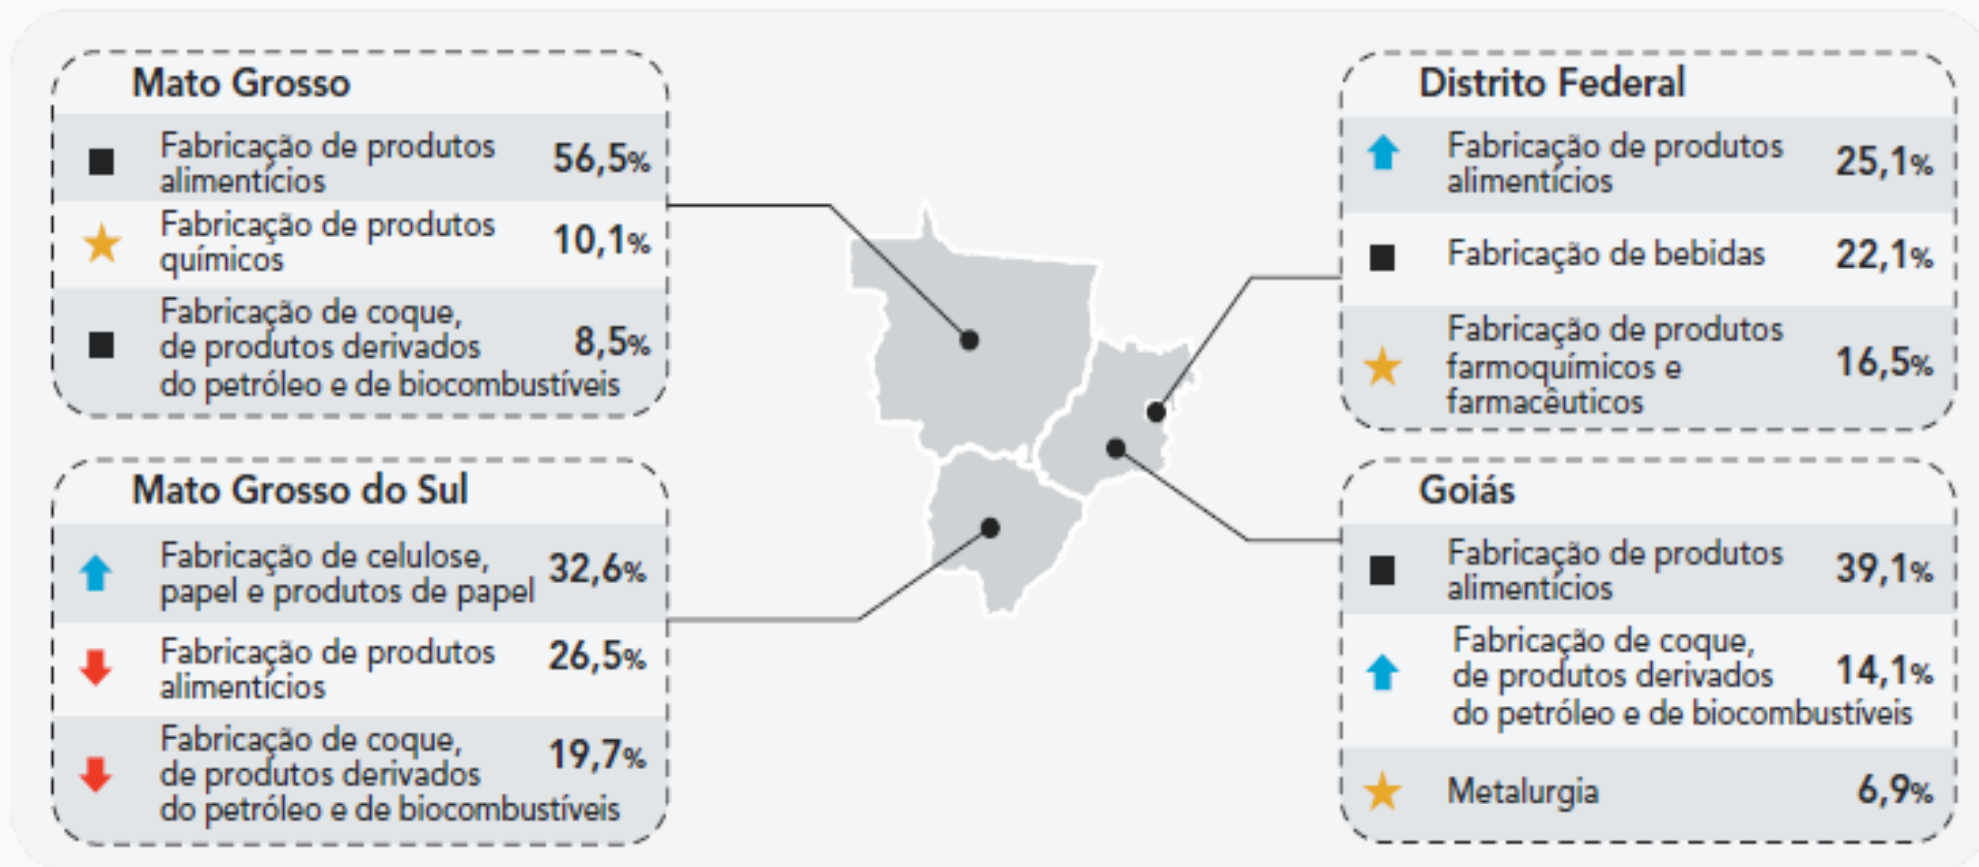 Mato Grosso
Fabricação de produtos
alimentícios
56,5%
Fabricação de produtos
químicos
10,1%
Fabricação de coque,
de produtos derivados
do petróleo e de biocombustíveis
8,5%
Mato Grosso do Sul
Fabricação de celulose,
papel e produtos de papel
32,6%
Fabricação de produtos
alimentícios
26,5%
Fabricação de coque,
de produtos derivados
do petróleo e de biocombustíveis
19,7%
Distrito Federal
Fabricação de produtos
alimentícios
25,1%
Fabricação de bebidas
22,1%
Fabricação de produtos
farmoquímicos e
farmacêuticos
16,5%
Goiás
Fabricação de produtos
alimentícios
39,1%
Fabricação de coque,
de produtos derivados
do petróleo e de biocombustíveis
14,1%
Metalurgia
6,9%